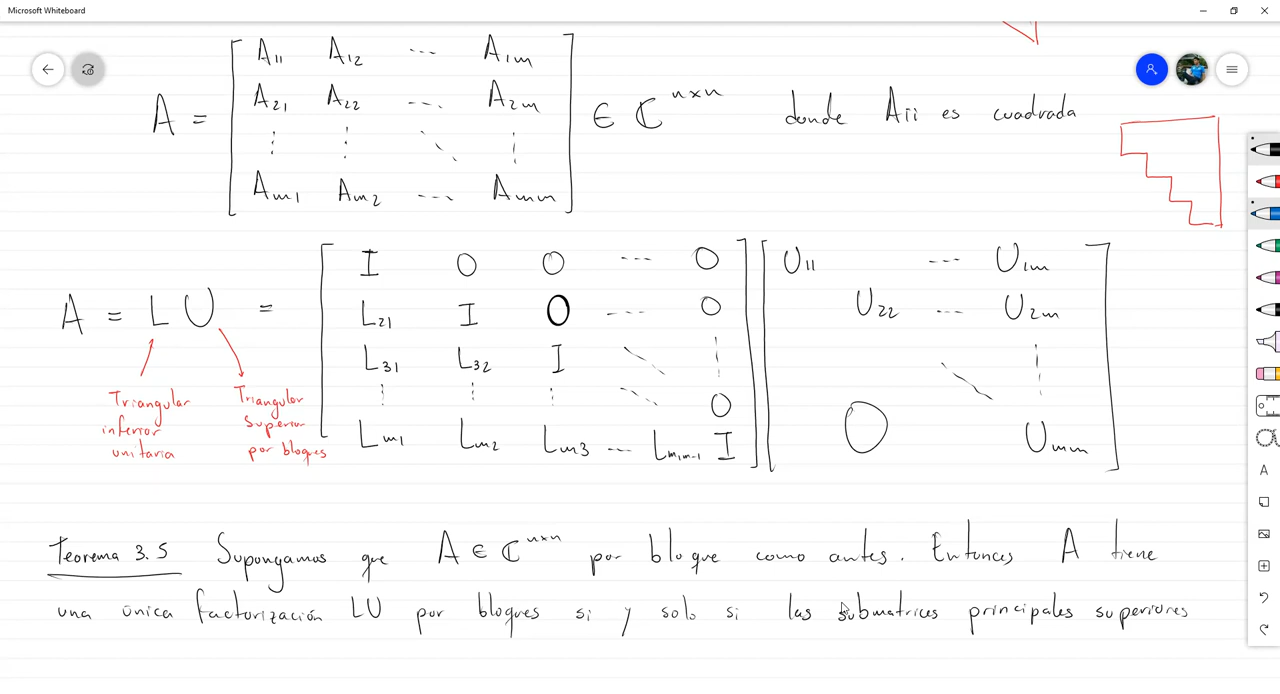 Microsoft Whiteboard
A = [ A11 A12 ... A1m
A21 A22 ... A2m
⋮ ⋮ ⋱ ⋮
Am1 Am2 ... Amm ] ∈ ℂ^{n×n} donde Aii es cuadrada
A = L U = [ I 0 0 ... 0
L21 I 0 ... 0
L31 L32 I ⋱ ⋮
⋮ ⋮ ⋮ ⋱ 0
Lm1 Lm2 Lm3 ... Lm,m-1 I ] [ U11 ... U1m
U22 ... U2m
⋱ ⋮
0 Umm ]
Triangular
inferior
unitaria
Triangular
superior
por bloques
Teorema 3.5 Supongamos que A ∈ ℂ^{n×n} por bloque como antes. Entonces A tiene
una única factorización LU por bloques si y solo si las submatrices principales superiores
A